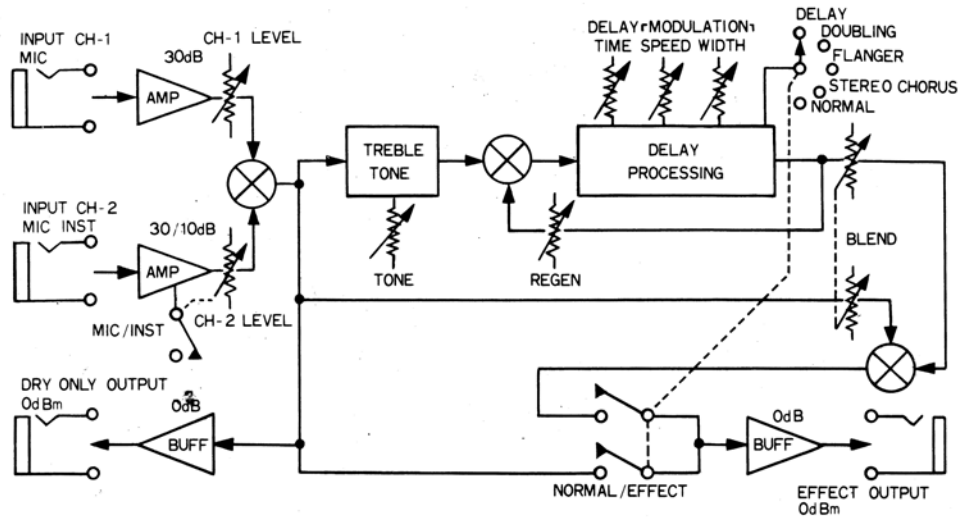 INPUT CH-1
MIC
30dB
AMP
CH-1 LEVEL
INPUT CH-2
MIC INST
30/10dB
AMP
CH-2 LEVEL
MIC/INST
DRY ONLY OUTPUT
0dBm
BUFF
TREBLE
TONE
TONE
REGEN
DELAY┌MODULATION┐
TIME SPEED WIDTH
DELAY
PROCESSING
DELAY
DOUBLING
FLANGER
STEREO CHORUS
NORMAL
BLEND
NORMAL/EFFECT
0dB
BUFF
EFFECT OUTPUT
0dBm